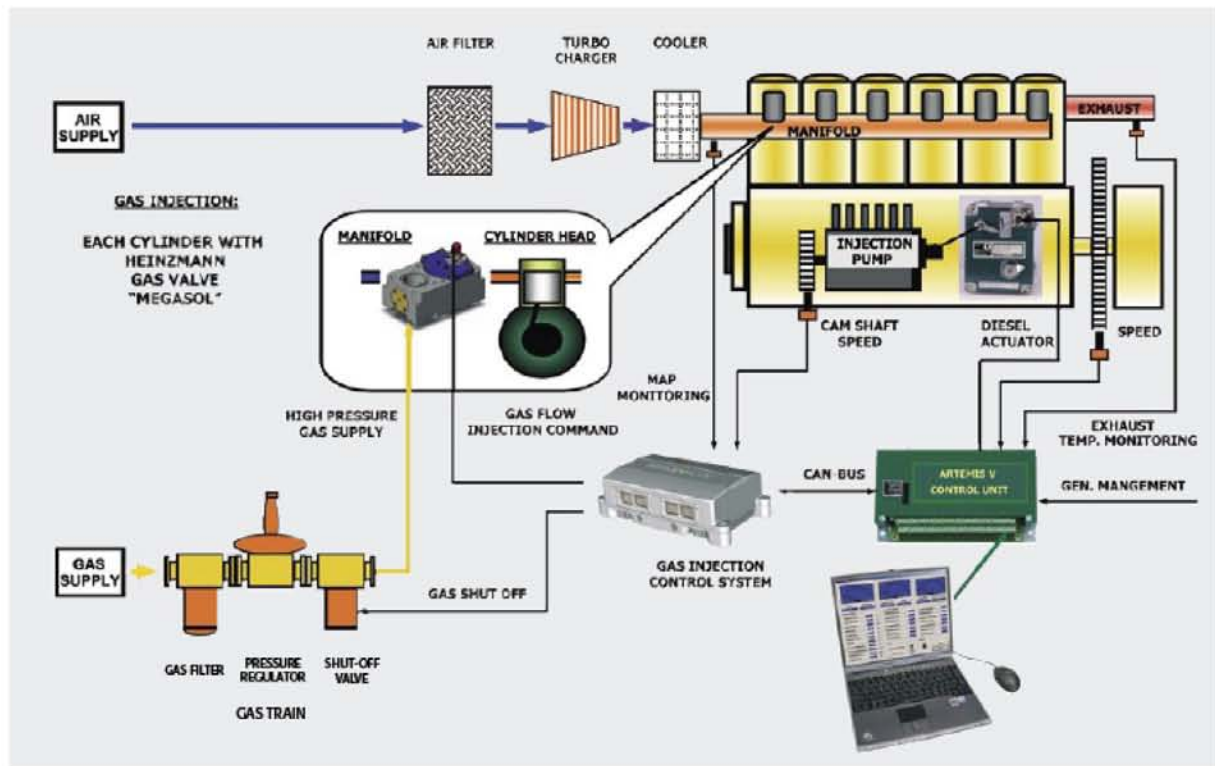 AIR FILTER
TURBO
CHARGER
COOLER
AIR
SUPPLY
EXHAUST
MANIFOLD
GAS INJECTION:
EACH CYLINDER WITH
HEINZMANN
GAS VALVE
"MEGASOL"
MANIFOLD
CYLINDER HEAD
INJECTION
PUMP
CAM SHAFT
SPEED
DIESEL
ACTUATOR
SPEED
MAP
MONITORING
HIGH PRESSURE
GAS SUPPLY
GAS FLOW
INJECTION COMMAND
EXHAUST
TEMP. MONITORING
CAN-BUS
ARTEMIS V
CONTROL UNIT
GEN. MANGEMENT
GAS
SUPPLY
GAS INJECTION
CONTROL SYSTEM
GAS SHUT OFF
GAS FILTER
PRESSURE
REGULATOR
SHUT-OFF
VALVE
GAS TRAIN